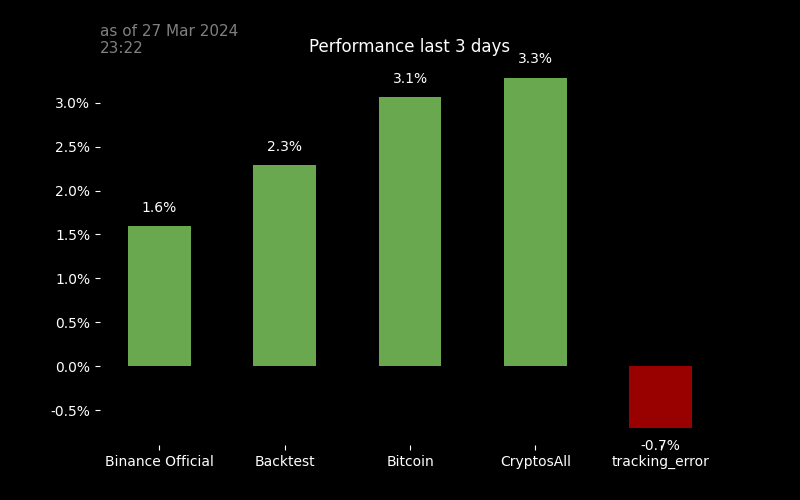 as of 27 Mar 2024
23:22
Performance last 3 days
3.3%
3.1%
3.0%
2.5%
2.3%
2.0%
1.6%
1.5%
1.0%
0.5%
0.0%
-0.5%
-0.7%
Binance Official
Backtest
Bitcoin
CryptosAll
tracking_error